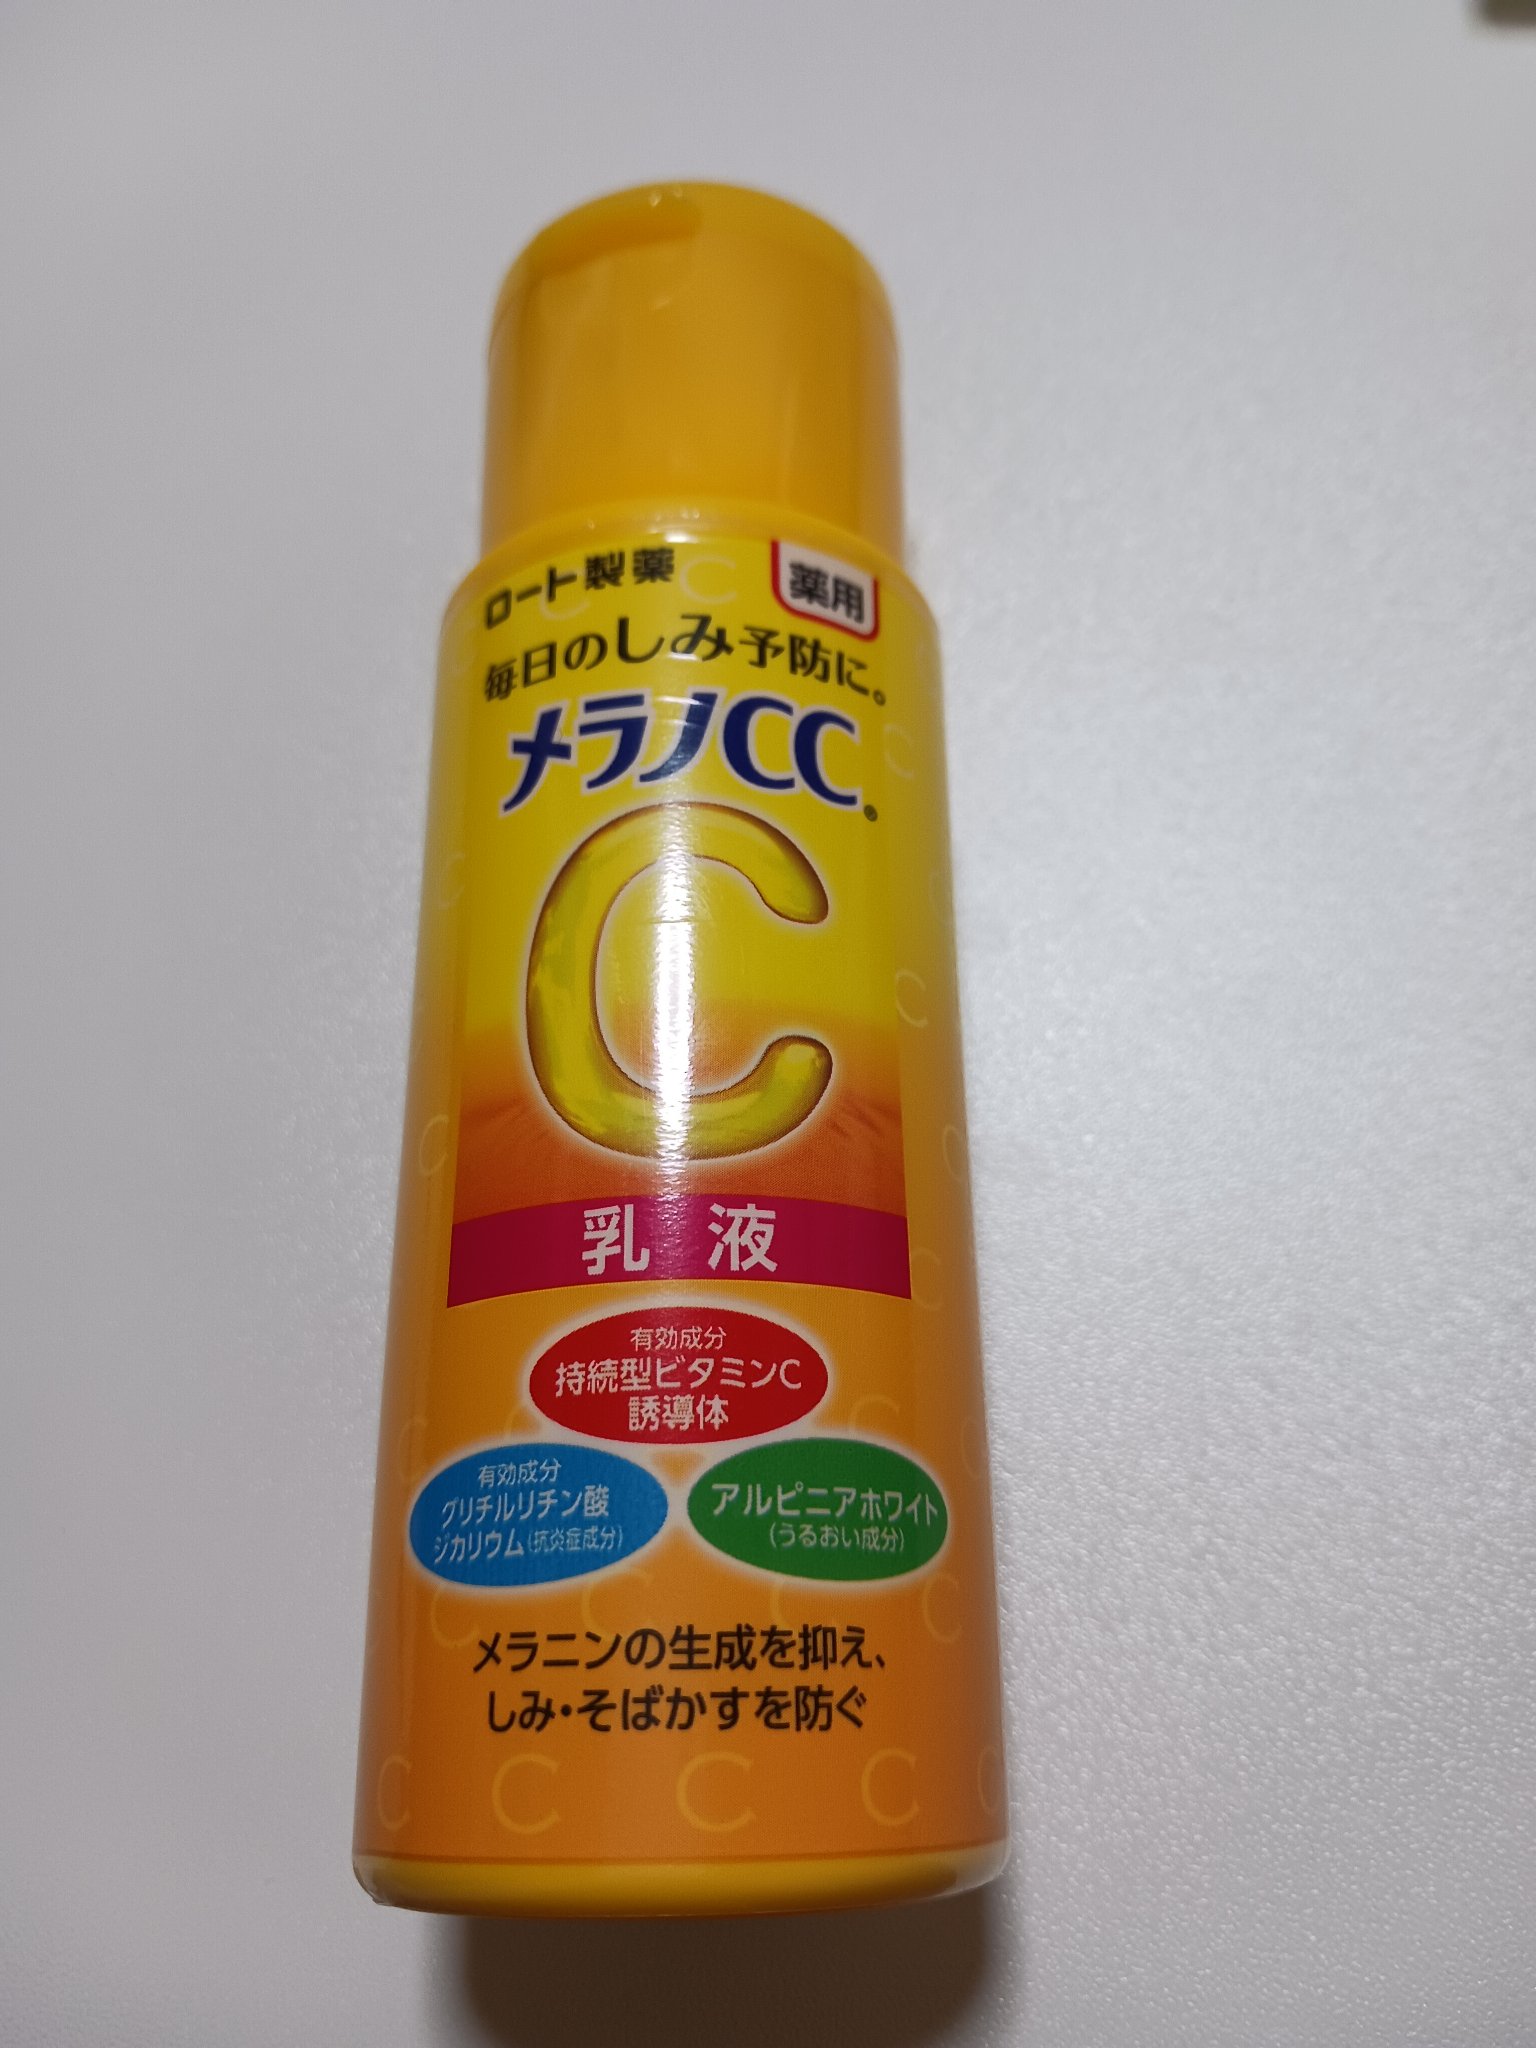 ロート製薬
薬用
毎日のしみ予防に。
メラノCC®
C
乳液
有効成分
持続型ビタミンC
誘導体
有効成分
グリチルリチン酸
ジカリウム(抗炎症成分)
アルピニアホワイト
(うるおい成分)
メラニンの生成を抑え、
しみ・そばかすを防ぐ
C C C C C